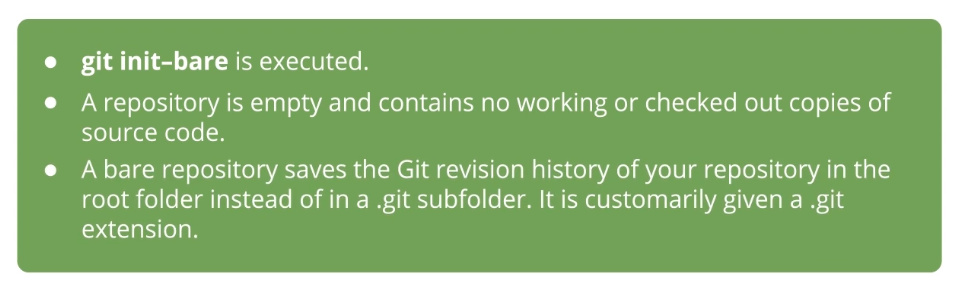 ● git init–bare is executed.
● A repository is empty and contains no working or checked out copies of
source code.
● A bare repository saves the Git revision history of your repository in the
root folder instead of in a .git subfolder. It is customarily given a .git
extension.